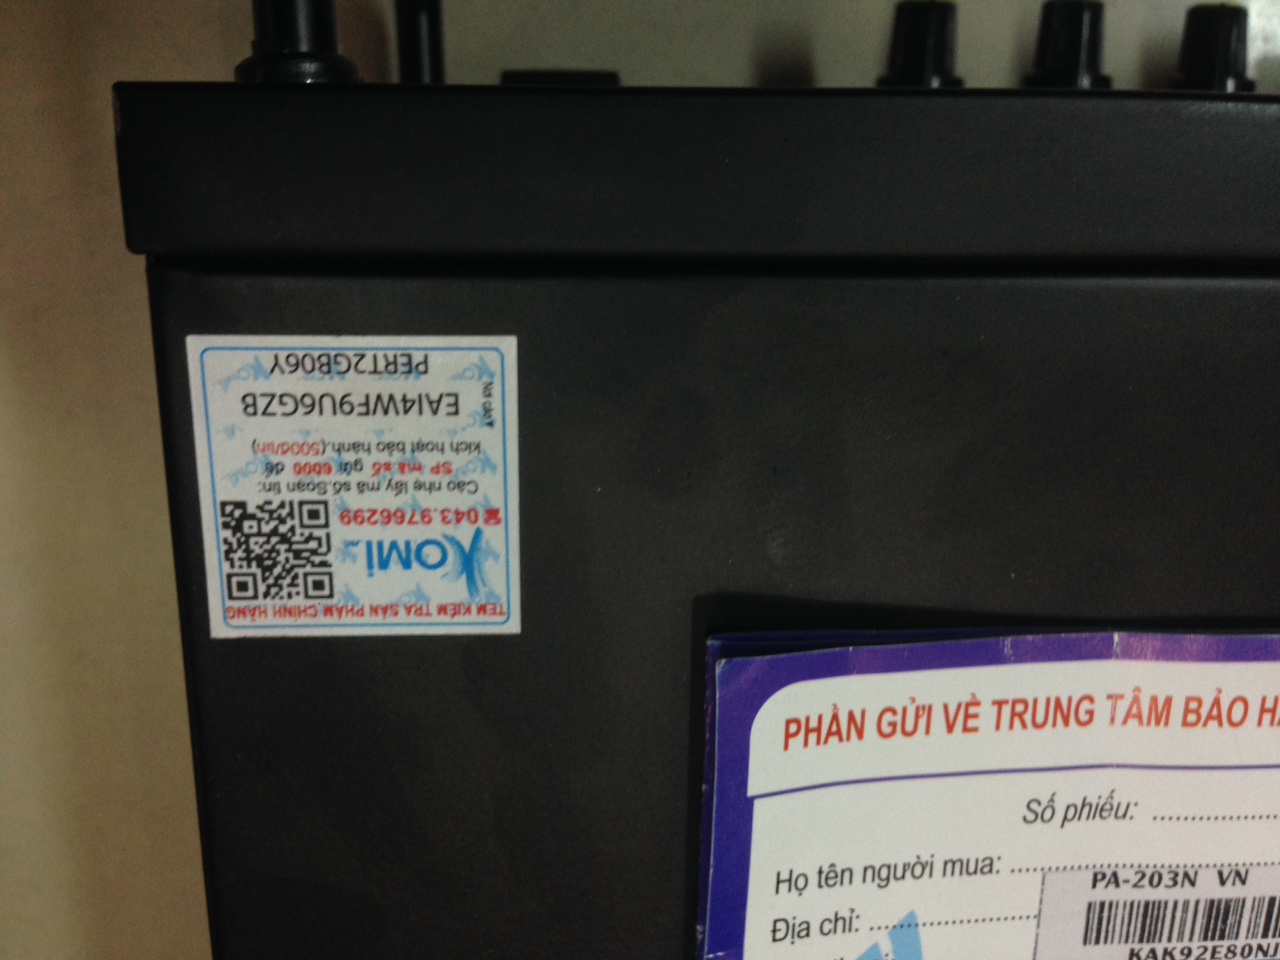 TEM KIỂM TRA SẢN PHẨM CHÍNH HÃNG
XOMi
☎ 043.9766299
Cào nhẹ lấy mã số.Soạn tin:
SP mã số gửi 6000 để
kích hoạt bảo hành.(500đ/tin)
EAI4WF9U6GZB
PERT2GB06Y
PHẦN GỬI VỀ TRUNG TÂM BẢO
Số phiếu:
Họ tên người mua:
Địa chỉ:
PA-203N VN
KAK92E80NJ